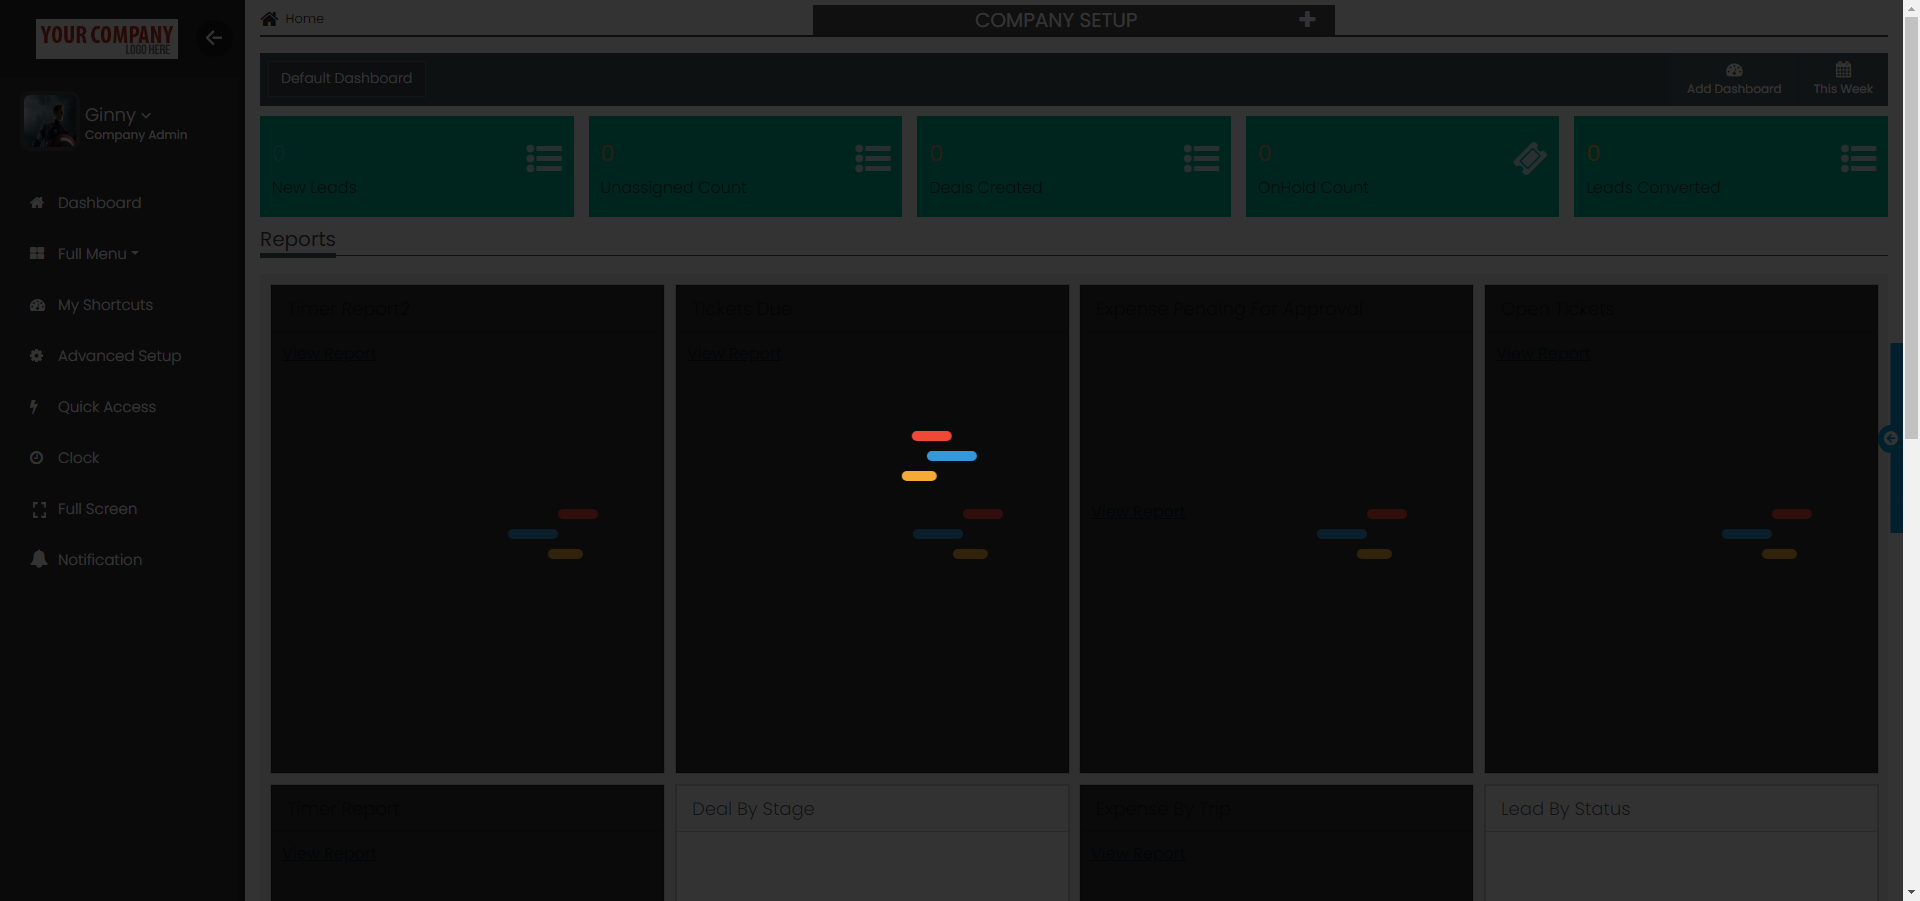 YOUR COMPANY
LOGO HERE
Home
COMPANY SETUP
Ginny
Company Admin
Default Dashboard
Add Dashboard
This Week
0
New Leads
0
Unassigned Count
0
Deals Created
0
OnHold Count
0
Leads Converted
Dashboard
Full Menu
My Shortcuts
Advanced Setup
Quick Access
Clock
Full Screen
Notification
Reports
Timer Report2
View Report
Tickets Due
View Report
Expense Pending For Approval
View Report
Open Tickets
View Report
Timer Report
View Report
Deal By Stage
Expense By Trip
View Report
Lead By Status